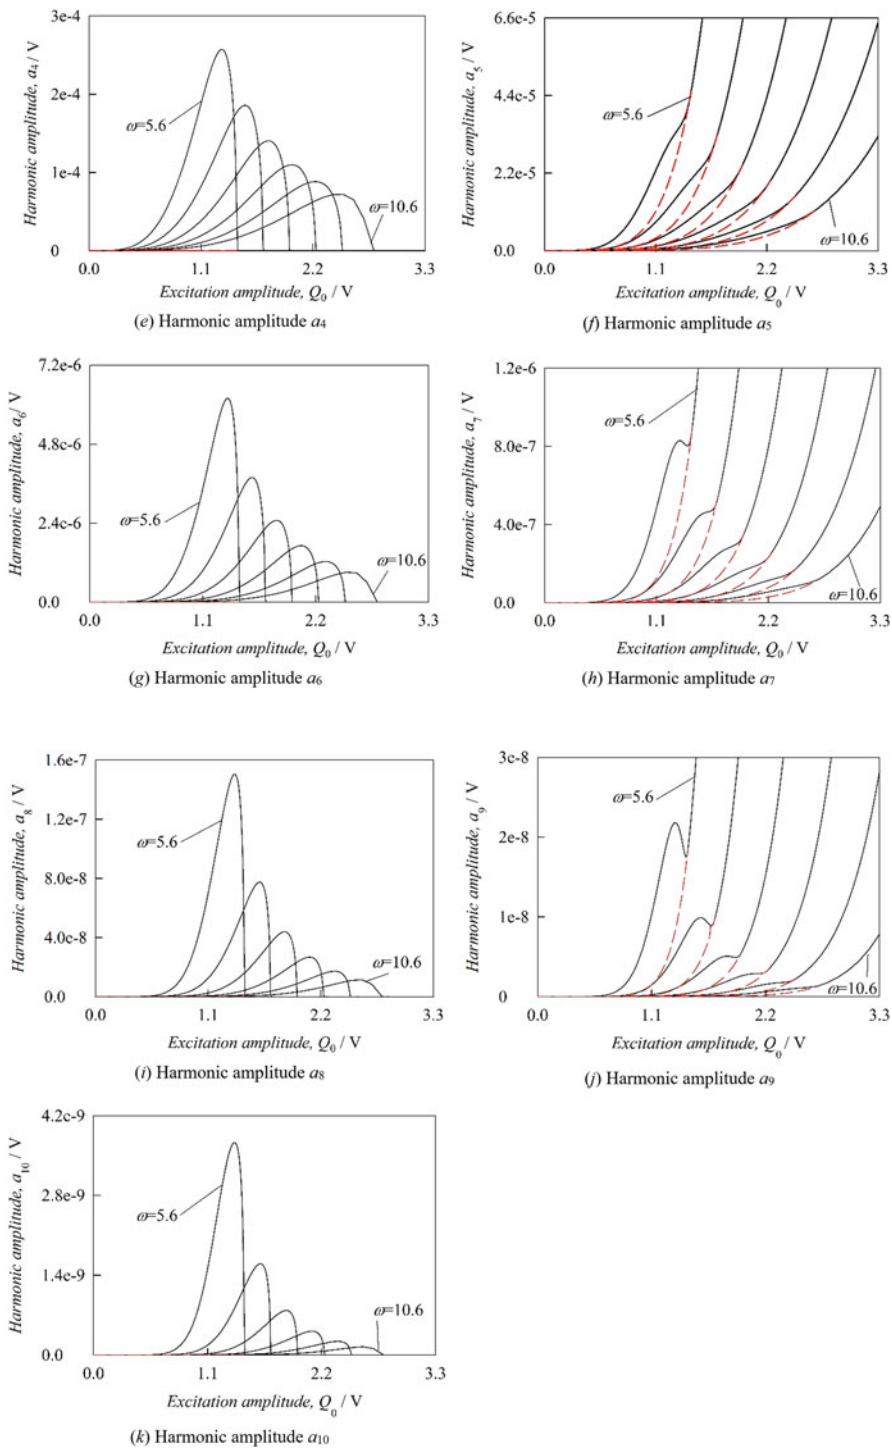 3e-4
2e-4
1e-4
0
Harmonic amplitude, a4 / V
ω=5.6
ω=10.6
0.0 1.1 2.2 3.3
Excitation amplitude, Q0 / V
(e) Harmonic amplitude a4
6.6e-5
4.4e-5
2.2e-5
0.0
Harmonic amplitude, a5 / V
ω=5.6
ω=10.6
0.0 1.1 2.2 3.3
Excitation amplitude, Q0 / V
(f) Harmonic amplitude a5
7.2e-6
4.8e-6
2.4e-6
0.0
Harmonic amplitude, a6/ V
ω=5.6
ω=10.6
0.0 1.1 2.2 3.3
Excitation amplitude, Q0 / V
(g) Harmonic amplitude a6
1.2e-6
8.0e-7
4.0e-7
0.0
Harmonic amplitude, a7/ V
ω=5.6
ω=10.6
0.0 1.1 2.2 3.3
Excitation amplitude, Q0 / V
(h) Harmonic amplitude a7
1.6e-7
1.2e-7
8.0e-8
4.0e-8
0.0
Harmonic amplitude, a8 / V
ω=5.6
ω=10.6
0.0 1.1 2.2 3.3
Excitation amplitude, Q0 / V
(i) Harmonic amplitude a8
3e-8
2e-8
1e-8
0
Harmonic amplitude, a9 / V
ω=5.6
ω=10.6
0.0 1.1 2.2 3.3
Excitation amplitude, Q0 / V
(j) Harmonic amplitude a9
4.2e-9
2.8e-9
1.4e-9
0.0
Harmonic amplitude, a10 / V
ω=5.6
ω=10.6
0.0 1.1 2.2 3.3
Excitation amplitude, Q0 / V
(k) Harmonic amplitude a10